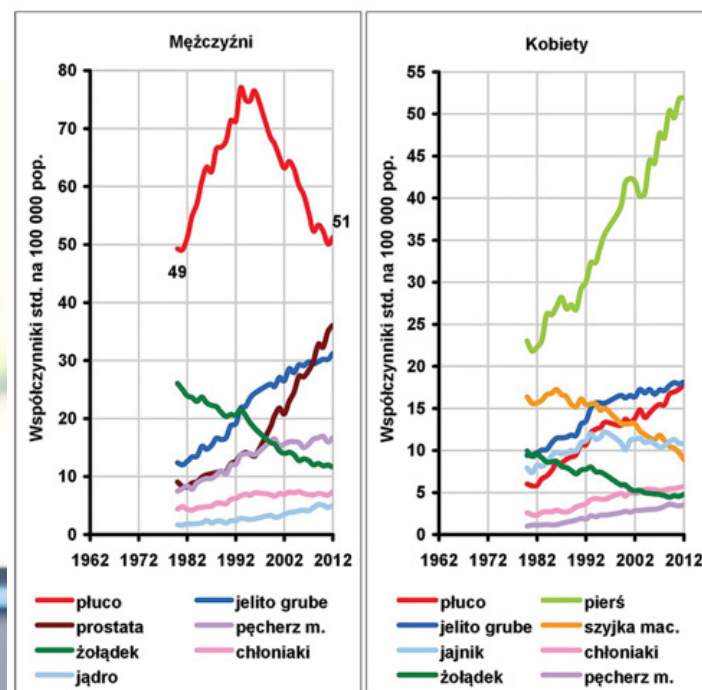 Mężczyźni
Współczynniki std. na 100 000 pop.
80
70
60
50
40
30
20
10
0
49
51
1962 1972 1982 1992 2002 2012
płuco jelito grube
prostata pęcherz m.
żołądek chłoniaki
jądro
Kobiety
Współczynniki std. na 100 000 pop.
55
50
45
40
35
30
25
20
15
10
5
0
1962 1972 1982 1992 2002 2012
płuco pierś
jelito grube szyjka mac.
jajnik chłoniaki
żołądek pęcherz m.